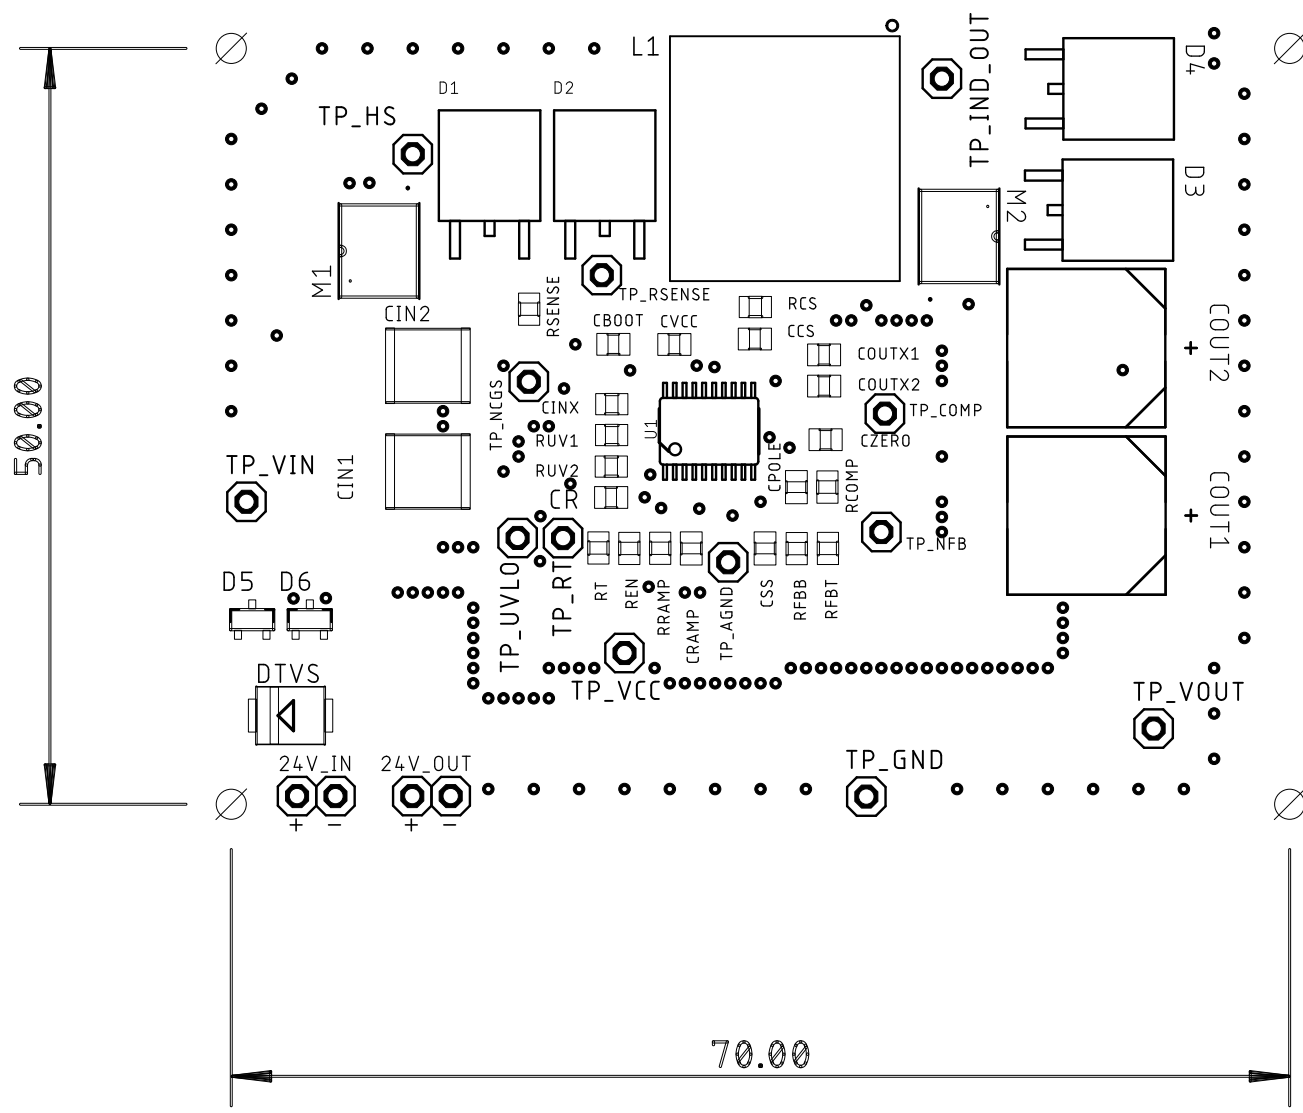 L1
TP_IND_OUT
D4
D1
D2
TP_HS
D3
M2
M1
RSENSE
TP_RSENSE
RCS
CIN2
CBOOT
CVCC
CCS
COUT2
+
COUTX1
50.00
COUTX2
TP_NCGS
CINX
TP_COMP
U1
RUV1
CZERO
TP_VIN
CIN1
RUV2
CPOLE
RCOMP
CR
COUT1
+
TP_NFB
D5
D6
TP_UVLO
TP_RT
RT
REN
RRAMP
CRAMP
TP_AGND
CSS
RFBB
RFBT
DTVS
TP_VCC
TP_VOUT
24V_IN
24V_OUT
TP_GND
+ −
+ −
70.00